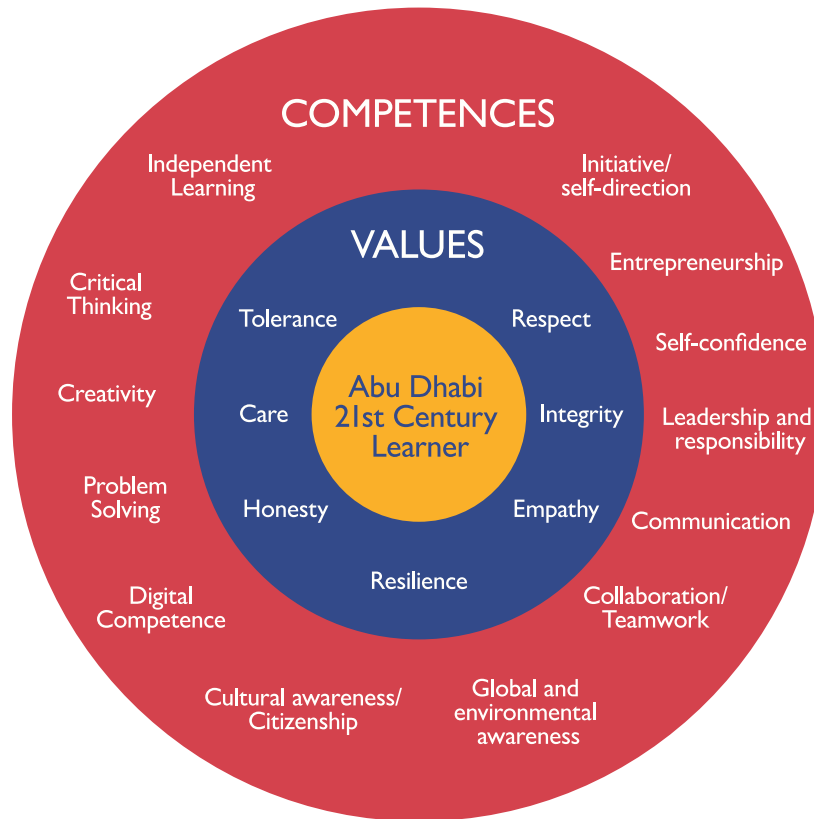 COMPETENCES
Independent
Learning
Initiative/
self-direction
VALUES
Entrepreneurship
Critical
Thinking
Tolerance
Respect
Self-confidence
Creativity
Care
Abu Dhabi
21st Century
Learner
Integrity
Leadership and
responsibility
Problem
Solving
Honesty
Empathy
Communication
Resilience
Digital
Competence
Collaboration/
Teamwork
Cultural awareness/
Citizenship
Global and
environmental
awareness